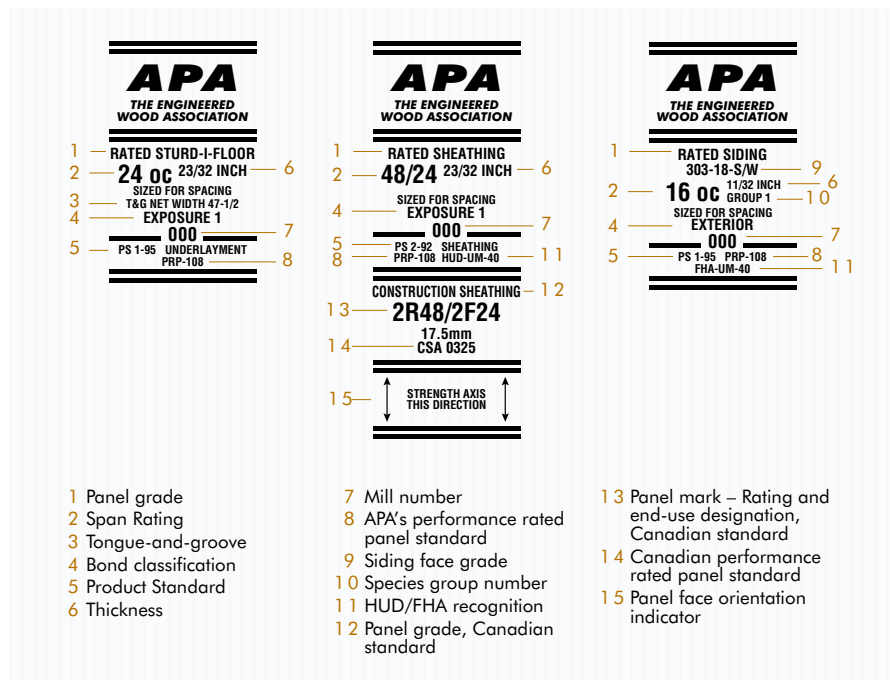 APA
THE ENGINEERED
WOOD ASSOCIATION
1 RATED STURD-I-FLOOR
2 24 oc 23/32 INCH 6
SIZED FOR SPACING
3 T&G NET WIDTH 47-1/2
4 EXPOSURE 1
000 7
5 PS 1-95 UNDERLAYMENT
PRP-108 8
APA
THE ENGINEERED
WOOD ASSOCIATION
1 RATED SHEATHING
2 48/24 23/32 INCH 6
SIZED FOR SPACING
4 EXPOSURE 1
000 7
5 PS 2-92 SHEATHING
8 PRP-108 HUD-UM-40 11
CONSTRUCTION SHEATHING 12
13 2R48/2F24
17.5mm
14 CSA 0325
15 STRENGTH AXIS
THIS DIRECTION
APA
THE ENGINEERED
WOOD ASSOCIATION
1 RATED SIDING
303-18-S/W 9
2 16 oc 11/32 INCH 6
GROUP 1 10
SIZED FOR SPACING
4 EXTERIOR
000 7
5 PS 1-95 PRP-108 8
FHA-UM-40 11
1 Panel grade
2 Span Rating
3 Tongue-and-groove
4 Bond classification
5 Product Standard
6 Thickness
7 Mill number
8 APA's performance rated
panel standard
9 Siding face grade
10 Species group number
11 HUD/FHA recognition
12 Panel grade, Canadian
standard
13 Panel mark – Rating and
end-use designation,
Canadian standard
14 Canadian performance
rated panel standard
15 Panel face orientation
indicator